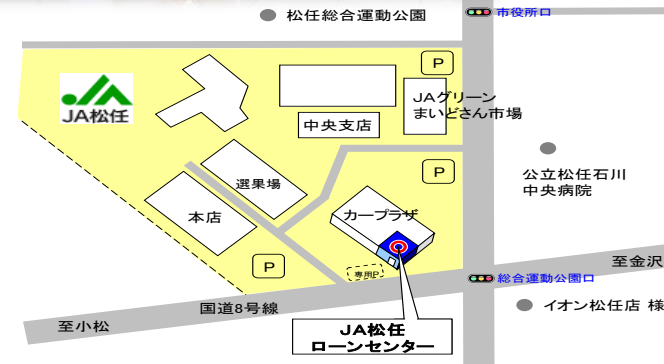 松任総合運動公園
市役所口
P
JA松任
JAグリーン
まいどさん市場
中央支店
公立松任石川
中央病院
P
選果場
本店
カープラザ
至金沢
P
専用P
総合運動公園口
国道8号線
イオン松任店 様
至小松
JA松任
ローンセンター